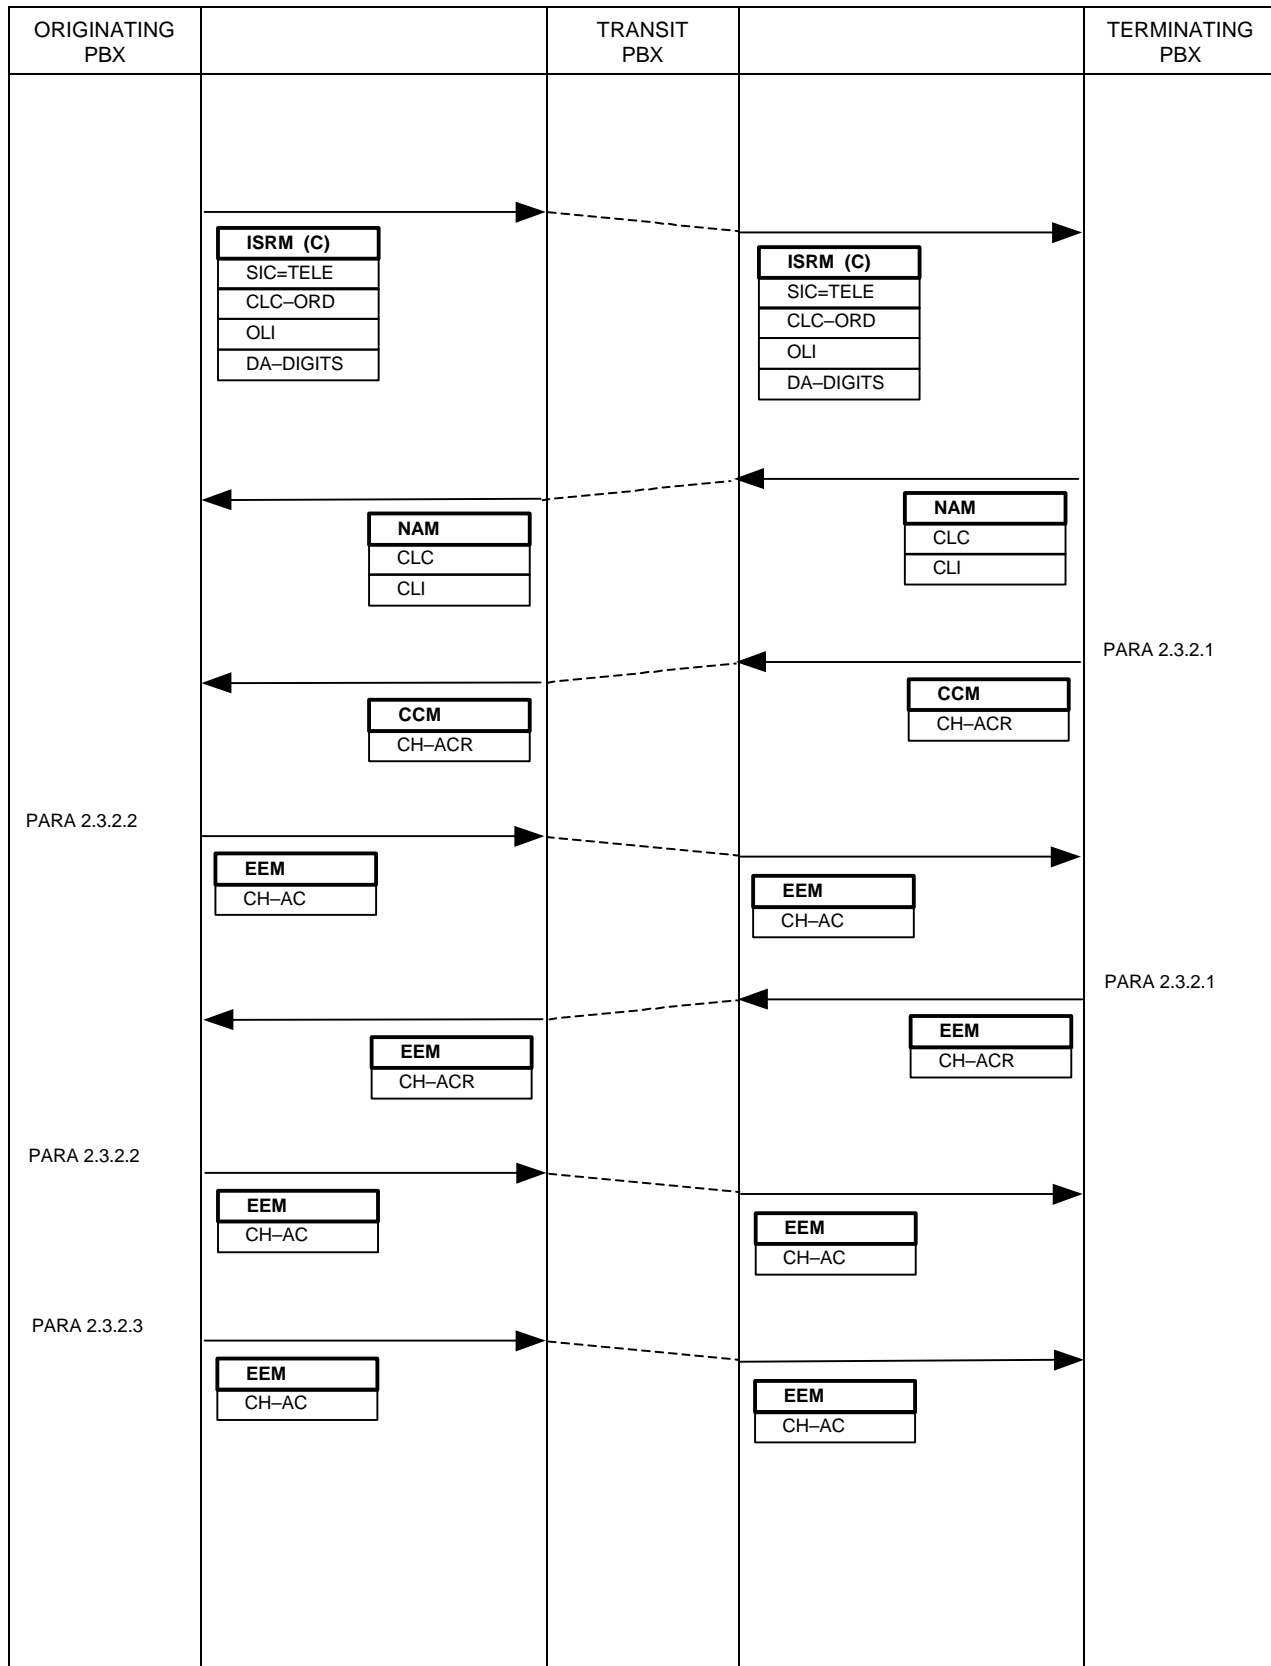 ORIGINATING
PBX
TRANSIT
PBX
TERMINATING
PBX
ISRM (C)
SIC=TELE
CLC–ORD
OLI
DA–DIGITS
ISRM (C)
SIC=TELE
CLC–ORD
OLI
DA–DIGITS
NAM
CLC
CLI
NAM
CLC
CLI
PARA 2.3.2.1
CCM
CH–ACR
CCM
CH–ACR
PARA 2.3.2.2
EEM
CH–AC
EEM
CH–AC
PARA 2.3.2.1
EEM
CH–ACR
EEM
CH–ACR
PARA 2.3.2.2
EEM
CH–AC
EEM
CH–AC
PARA 2.3.2.3
EEM
CH–AC
EEM
CH–AC